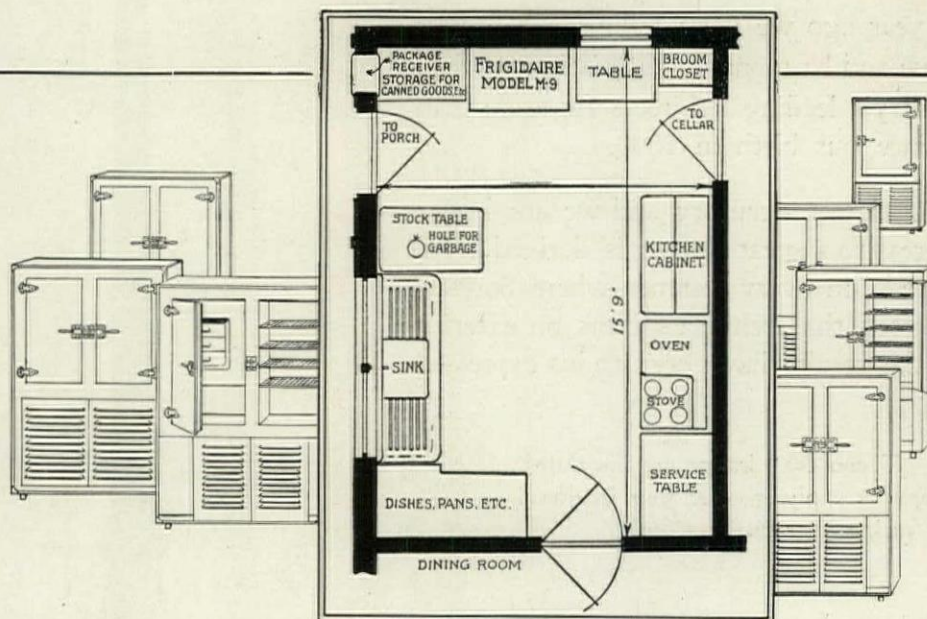 PACKAGE
RECEIVER
STORAGE FOR
CANNED GOODS, Etc
FRIGIDAIRE
MODEL M-9
TABLE
BROOM
CLOSET
TO
PORCH
TO
CELLAR
STOCK TABLE
HOLE FOR
GARBAGE
KITCHEN
CABINET
15' 9"
SINK
OVEN
STOVE
SERVICE
TABLE
DISHES, PANS, ETC.
DINING ROOM